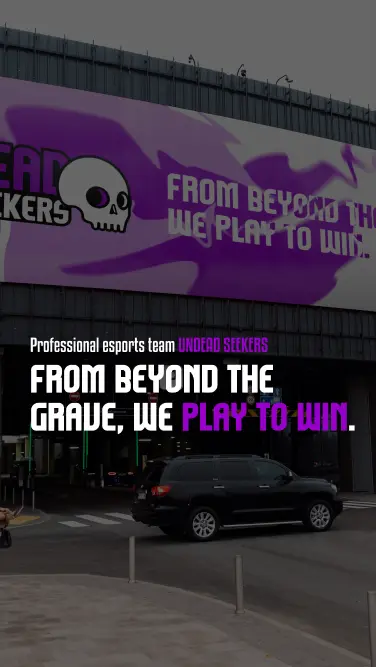 EAD
EKERS
FROM BEYOND THE
WE PLAY TO WIN.
Professional esports team UNDEAD SEEKERS
FROM BEYOND THE
GRAVE, WE PLAY TO WIN.